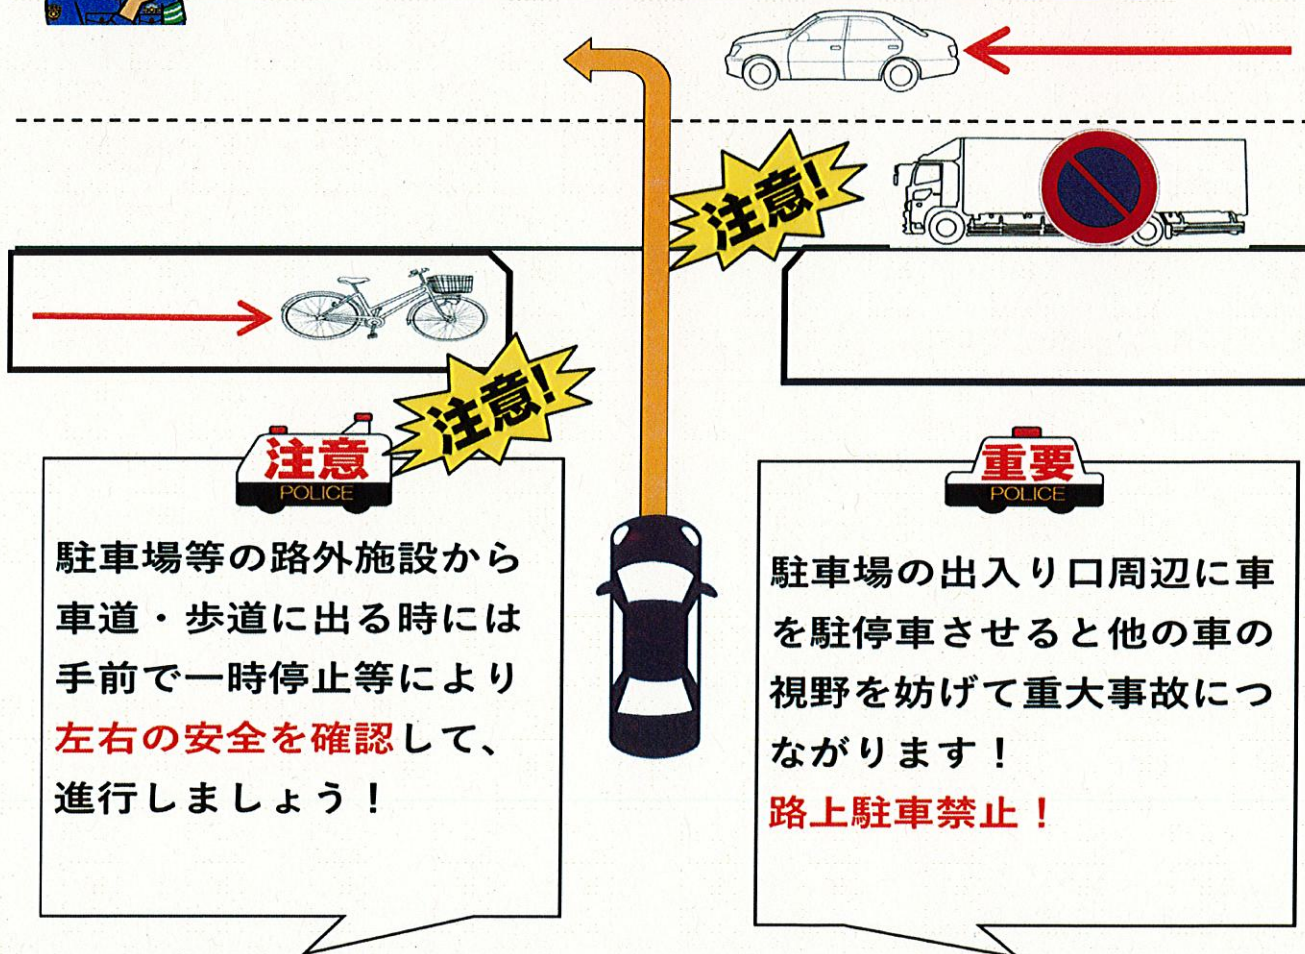 注意!
注意!
注意
POLICE
駐車場等の路外施設から
車道・歩道に出る時には
手前で一時停止等により
左右の安全を確認して、
進行しましょう！
重要
POLICE
駐車場の出入り口周辺に車
を駐停車させると他の車の
視野を妨げて重大事故につ
ながります！
路上駐車禁止！